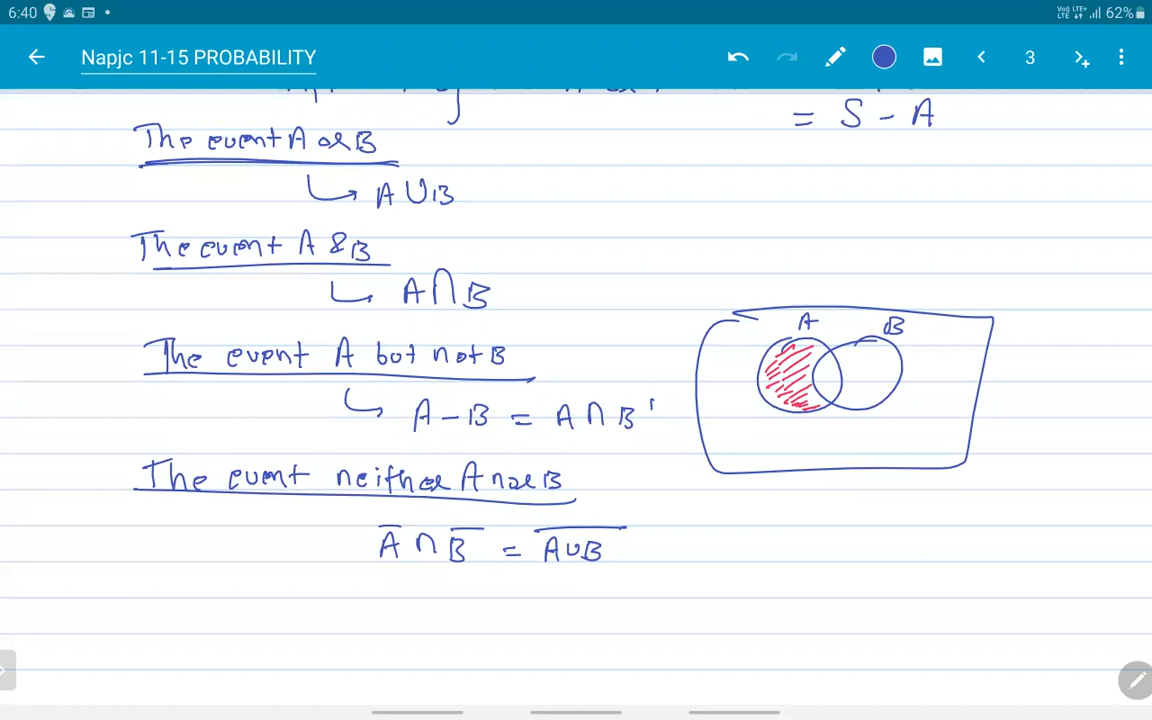 6:40 62%
Napjc 11-15 PROBABILITY 3
= S - A
The event A or B
A ∪ B
The event A & B
A ∩ B
A B
The event A but not B
A - B = A ∩ B'
The event neither A nor B
A̅ ∩ B̅ = \overline{A∪B}